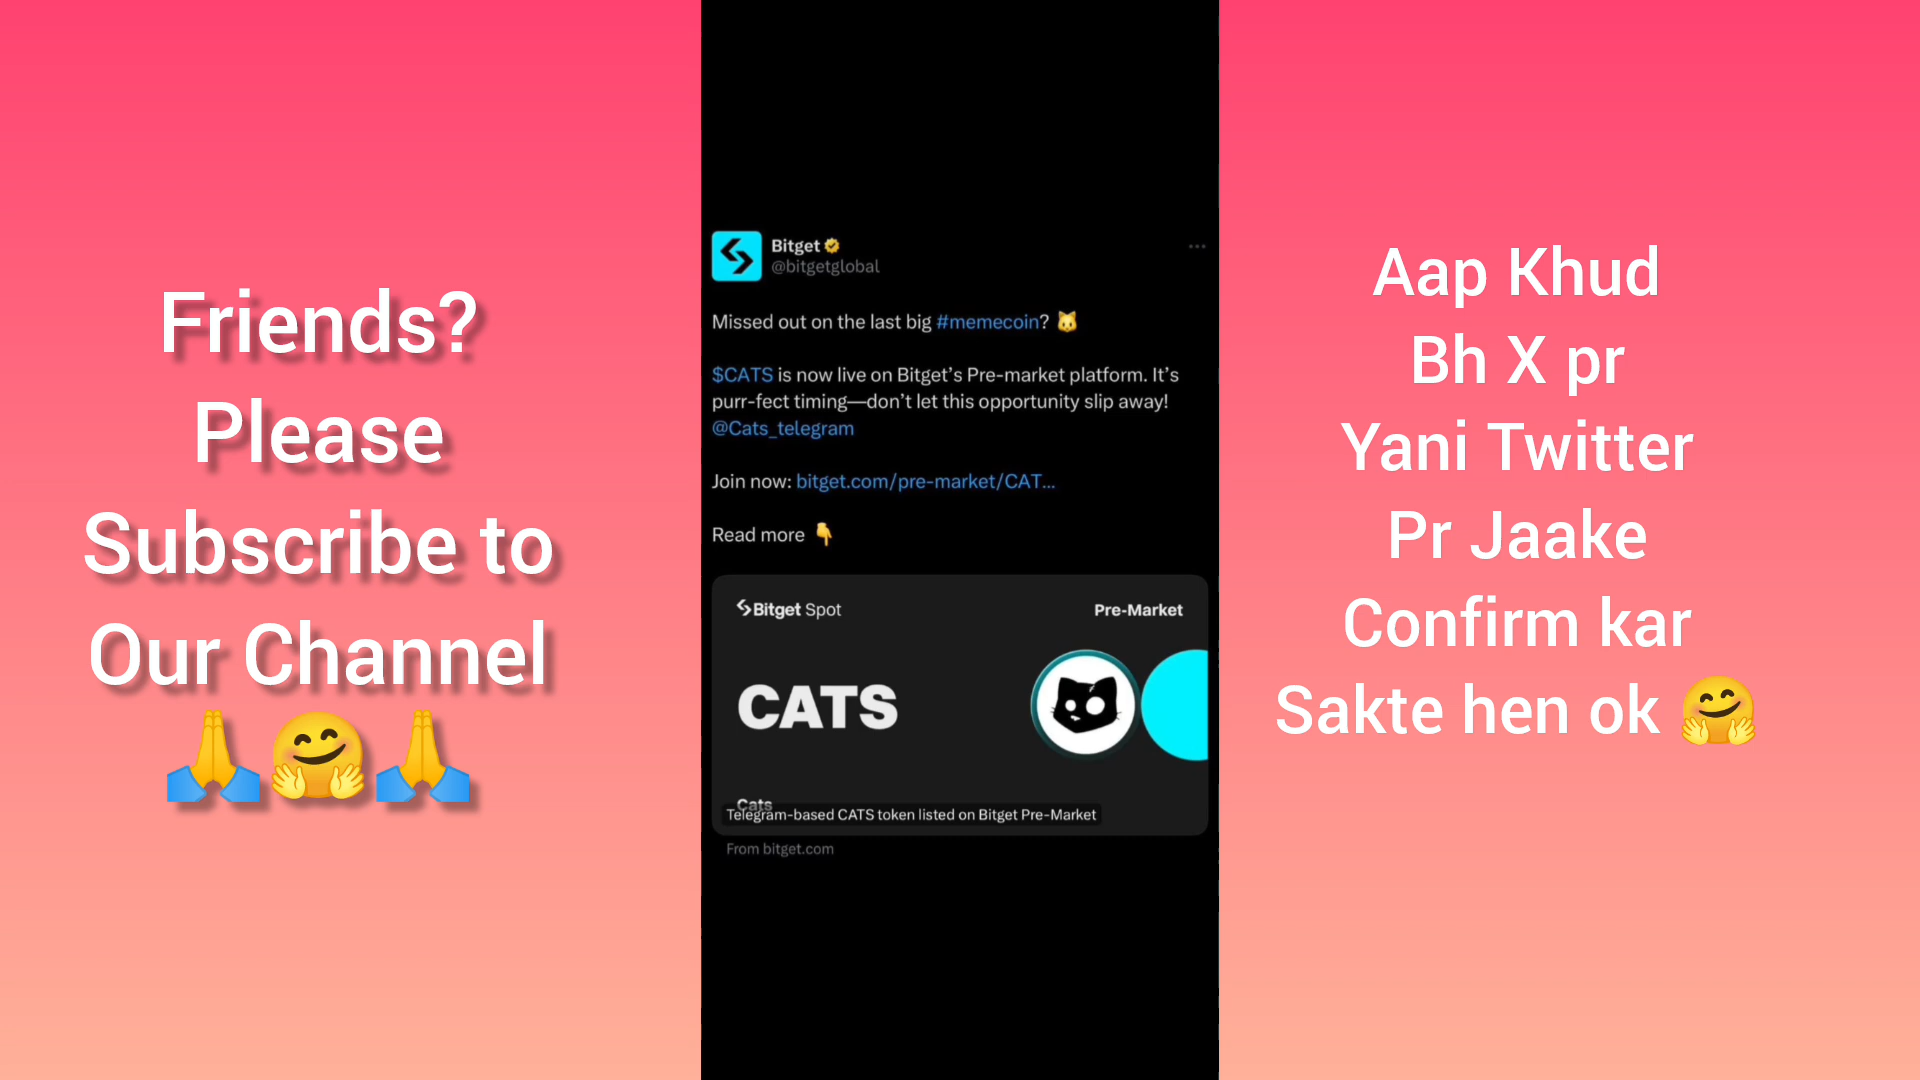 Friends?
Please
Subscribe to
Our Channel
🙏🤗🙏
Bitget
@bitgetglobal
Missed out on the last big #memecoin? 🐱
$CATS is now live on Bitget’s Pre-market platform. It’s
purr-fect timing—don’t let this opportunity slip away!
@Cats_telegram
Join now: bitget.com/pre-market/CAT…
Read more 👇
Bitget Spot
Pre-Market
CATS
Cats
Telegram-based CATS token listed on Bitget Pre-Market
From bitget.com
Aap Khud
Bh X pr
Yani Twitter
Pr Jaake
Confirm kar
Sakte hen ok 🤗